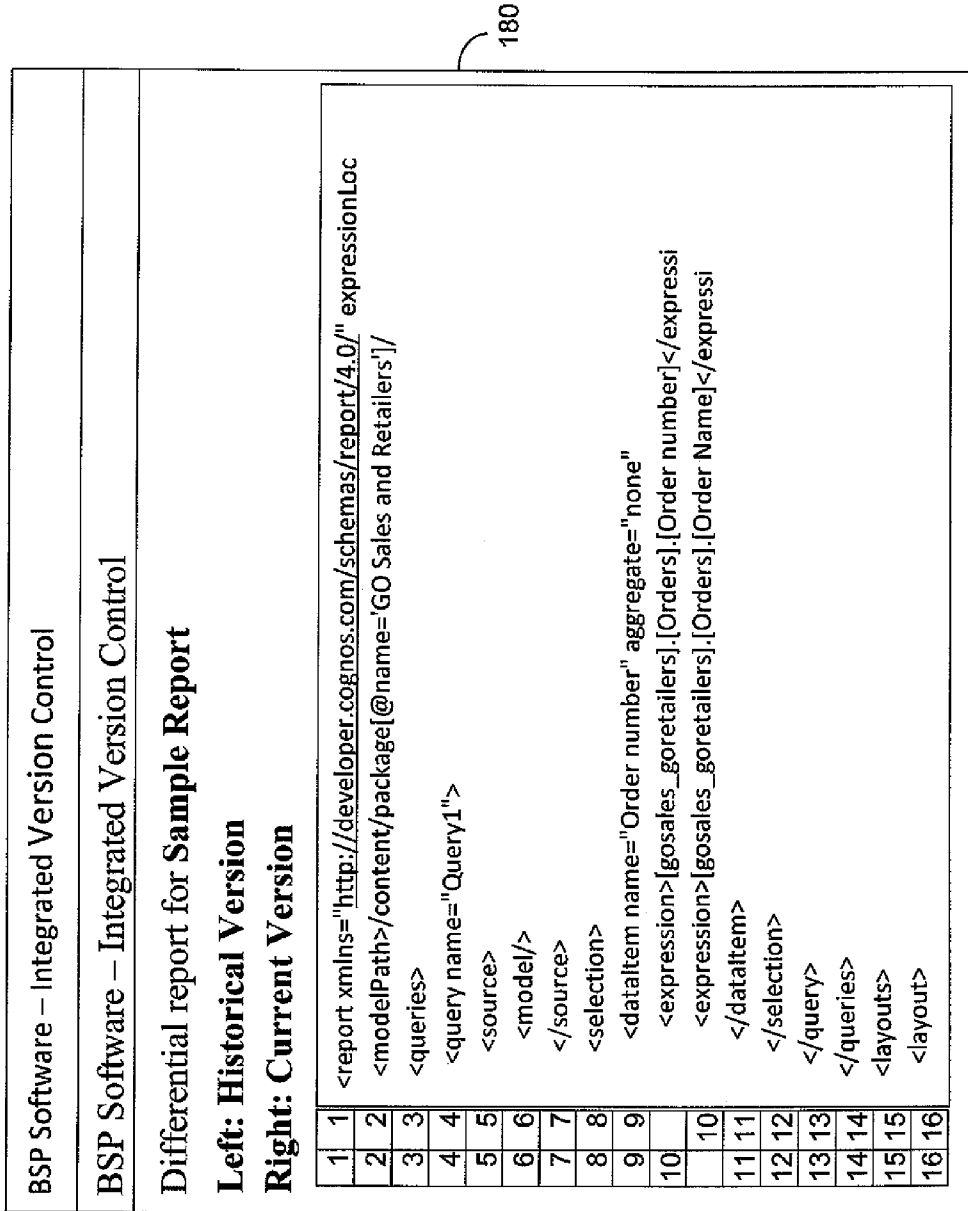 BSP Software – Integrated Version Control
BSP Software – Integrated Version Control
Differential report for Sample Report
Left: Historical Version
Right: Current Version
1 1 <report xmlns="http://developer.cognos.com/schemas/report/4.0/" expressionLoc
2 2 <modelPath>/content/package[@name='GO Sales and Retailers']/
3 3 <queries>
4 4 <query name="Query1">
5 5 <source>
6 6 <model/>
7 7 </source>
8 8 <selection>
9 9 <dataItem name="Order number" aggregate="none"
10 <expression>[gosales_goretailers].[Orders].[Order number]</expressi
10 <expression>[gosales_goretailers].[Orders].[Order Name]</expressi
11 11 </dataItem>
12 12 </selection>
13 13 </query>
14 14 </queries>
15 15 <layouts>
16 16 <layout>
180